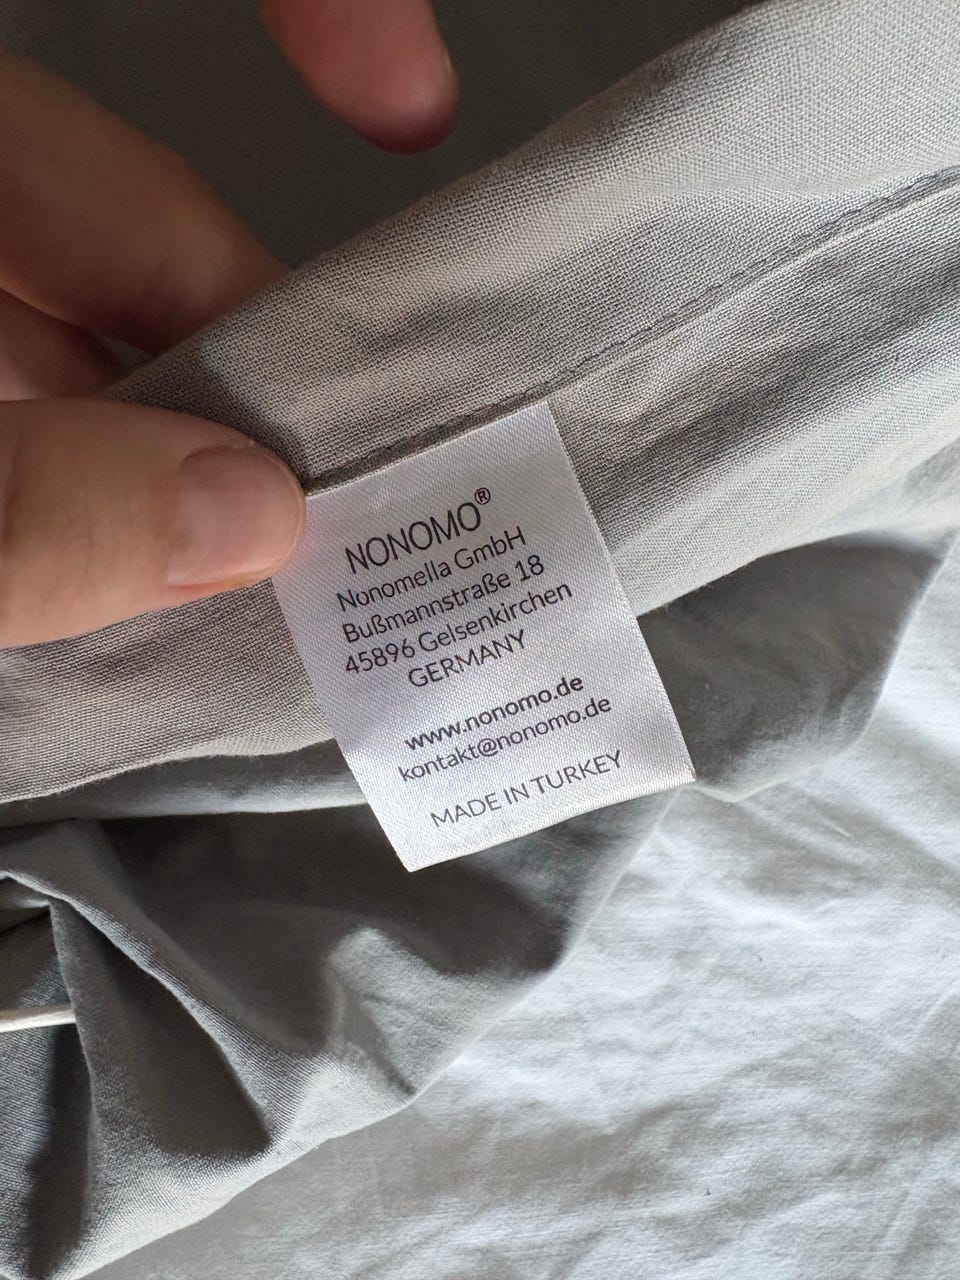 NONOMO®
Nonomella GmbH
Bußmannstraße 18
45896 Gelsenkirchen
GERMANY
www.nonomo.de
kontakt@nonomo.de
MADE IN TURKEY